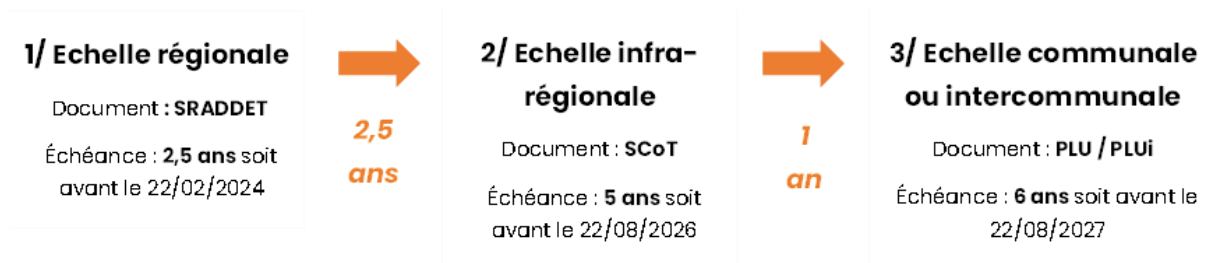 1/ Echelle régionale
Document : SRADDET
Échéance : 2,5 ans soit
avant le 22/02/2024
2,5
ans
2/ Echelle infra-
régionale
Document : SCoT
Échéance : 5 ans soit
avant le 22/08/2026
1
an
3/ Echelle communale
ou intercommunale
Document : PLU / PLUi
Échéance : 6 ans soit avant le
22/08/2027